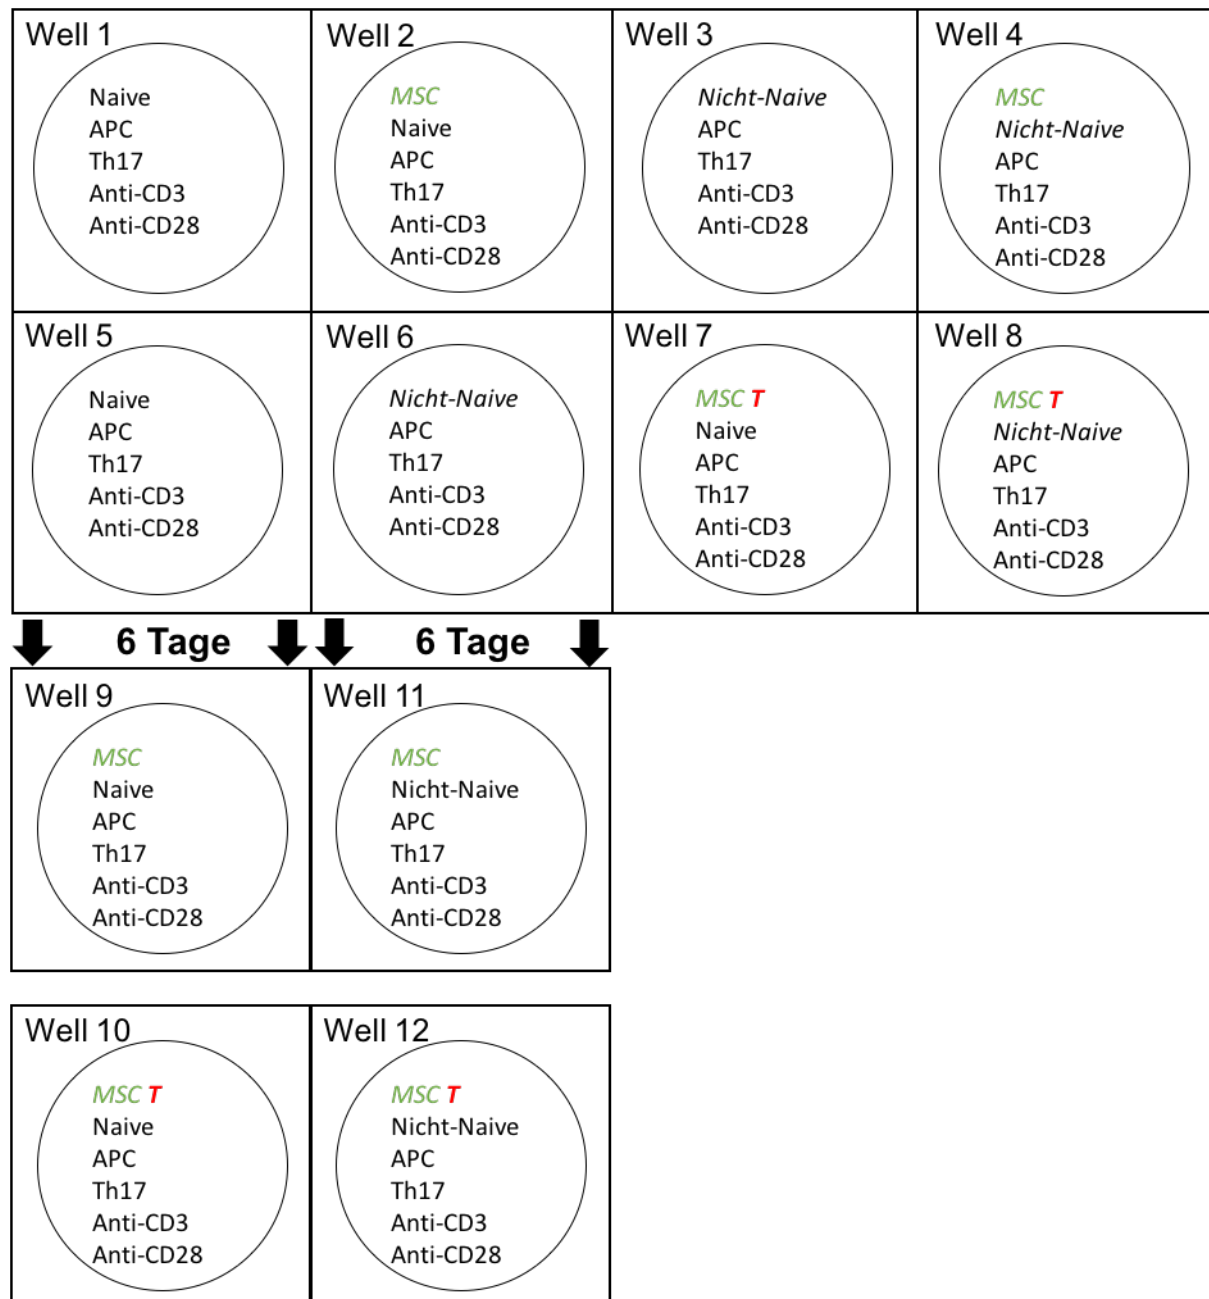 Well 1
Naive
APC
Th17
Anti-CD3
Anti-CD28
Well 2
MSC
Naive
APC
Th17
Anti-CD3
Anti-CD28
Well 3
Nicht-Naive
APC
Th17
Anti-CD3
Anti-CD28
Well 4
MSC
Nicht-Naive
APC
Th17
Anti-CD3
Anti-CD28
Well 5
Naive
APC
Th17
Anti-CD3
Anti-CD28
Well 6
Nicht-Naive
APC
Th17
Anti-CD3
Anti-CD28
Well 7
MSC T
Naive
APC
Th17
Anti-CD3
Anti-CD28
Well 8
MSC T
Nicht-Naive
APC
Th17
Anti-CD3
Anti-CD28
6 Tage
6 Tage
Well 9
MSC
Naive
APC
Th17
Anti-CD3
Anti-CD28
Well 11
MSC
Nicht-Naive
APC
Th17
Anti-CD3
Anti-CD28
Well 10
MSC T
Naive
APC
Th17
Anti-CD3
Anti-CD28
Well 12
MSC T
Nicht-Naive
APC
Th17
Anti-CD3
Anti-CD28